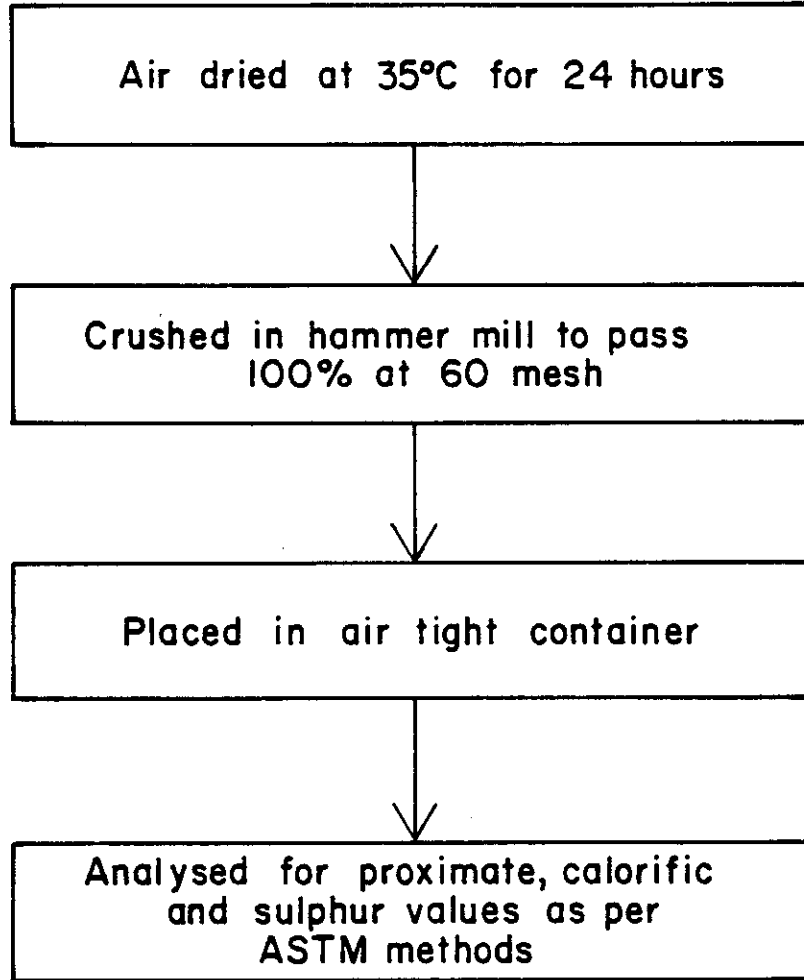 Air dried at 35°C for 24 hours
Crushed in hammer mill to pass
100% at 60 mesh
Placed in air tight container
Analysed for proximate, calorific
and sulphur values as per
ASTM methods